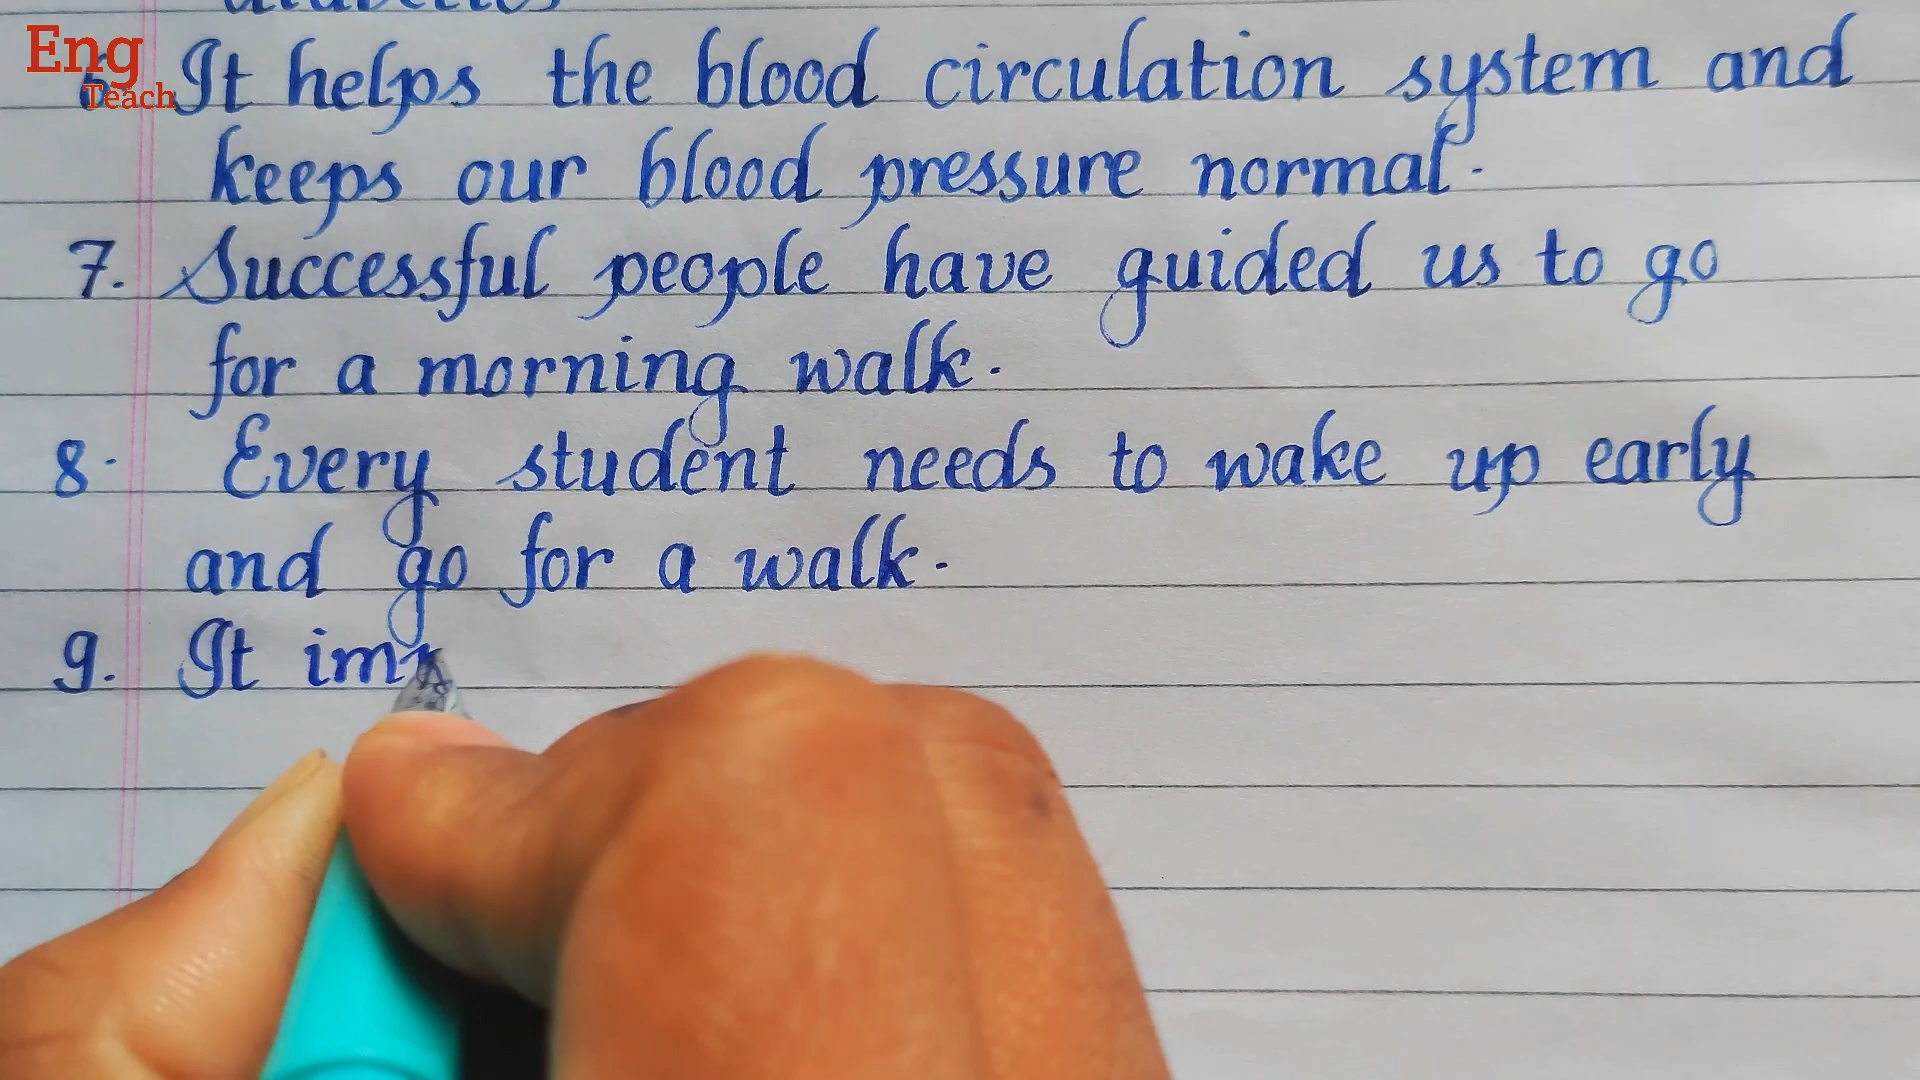 Eng
Teach
It helps the blood circulation system and
keeps our blood pressure normal.
7. Successful people have guided us to go
for a morning walk.
8. Every student needs to wake up early
and go for a walk.
9. It